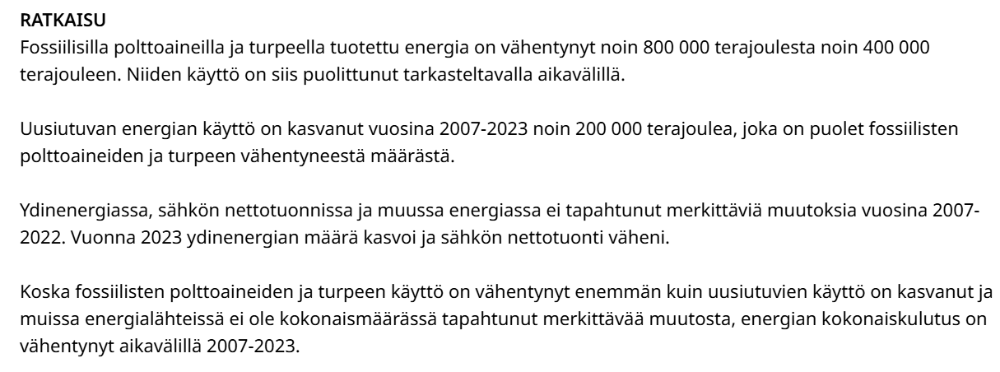 RATKAISU
Fossiilisilla polttoaineilla ja turpeella tuotettu energia on vähentynyt noin 800 000 terajoulesta noin 400 000
terajouleen. Niiden käyttö on siis puolittunut tarkasteltavalla aikavälillä.
Uusiutuvan energian käyttö on kasvanut vuosina 2007-2023 noin 200 000 terajoulea, joka on puolet fossiilisten
polttoaineiden ja turpeen vähentyneestä määrästä.
Ydinenergiassa, sähkön nettotuonnissa ja muussa energiassa ei tapahtunut merkittäviä muutoksia vuosina 2007-
2022. Vuonna 2023 ydinenergian määrä kasvoi ja sähkön nettotuonti väheni.
Koska fossiilisten polttoaineiden ja turpeen käyttö on vähentynyt enemmän kuin uusiutuvien käyttö on kasvanut ja
muissa energialähteissä ei ole kokonaismäärässä tapahtunut merkittävää muutosta, energian kokonaiskulutus on
vähentynyt aikavälillä 2007-2023.